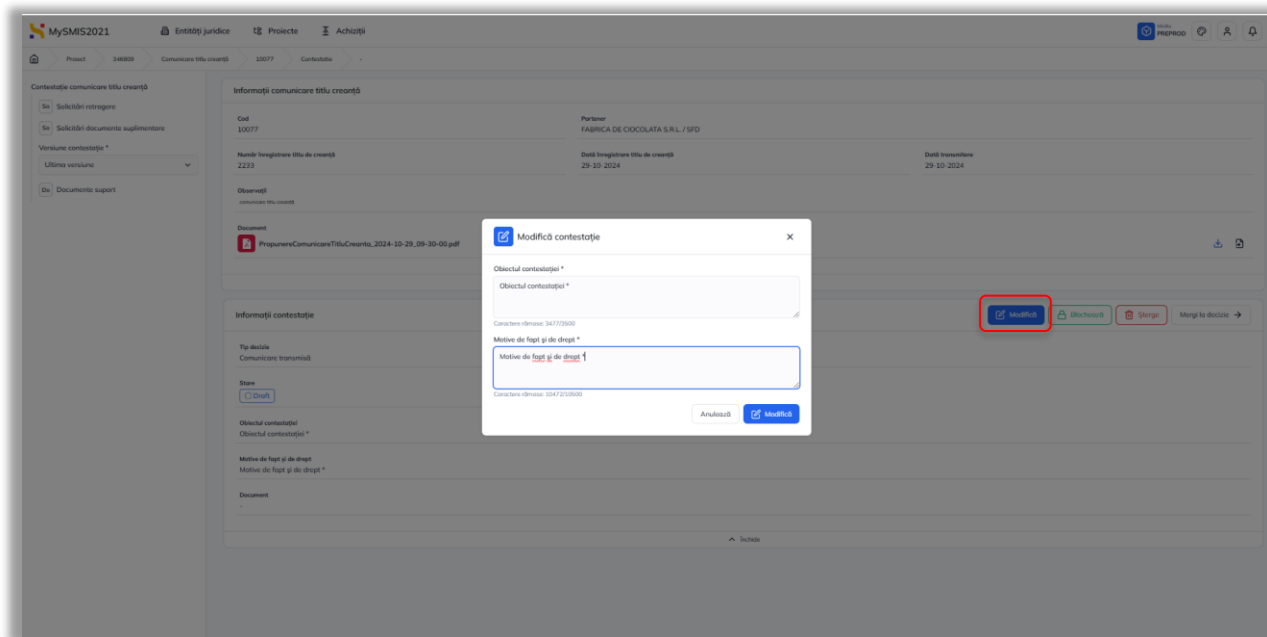 MySMIS2021 Entități juridice Proiecte Achiziții Mediu PREPROD
Proiect 346809 Comunicare titlu creanță 10077 Contestatie -
Contestație comunicare titlu creanță
So Solicitări retragere
So Solicitări documente suplimentare
Versiune contestație *
Ultima versiune
Do Documente suport
Informații comunicare titlu creanță
Cod Partener
10077 FABRICA DE CIOCOLATA S.R.L. / SFD
Număr înregistrare titlu de creanță Dată înregistrare titlu de creanță Dată transmitere
2233 29-10-2024 29-10-2024
Observații
comunicare titlu creanță
Document
PropunereComunicareTitluCreanta_2024-10-29_09-30-00.pdf
Modifică contestație
Obiectul contestației *
Obiectul contestației *
Caractere rămase: 3477/3500
Motive de fapt și de drept *
Motive de fapt și de drept *
Caractere rămase: 10472/10500
Anulează Modifică
Informații contestație Modifică Blochează Șterge Mergi la decizie
Tip decizie
Comunicare transmisă
Stare
Draft
Obiectul contestației
Obiectul contestației *
Motive de fapt și de drept
Motive de fapt și de drept *
Document
-
Închide